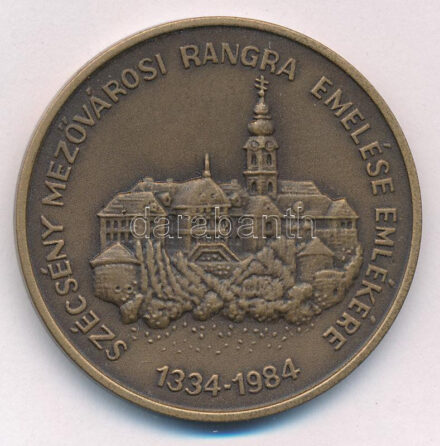 SZÉCSÉNY MEZŐVÁROSI RANGRA EMELÉSE EMLÉKÉRE
1334-1984
darabanth